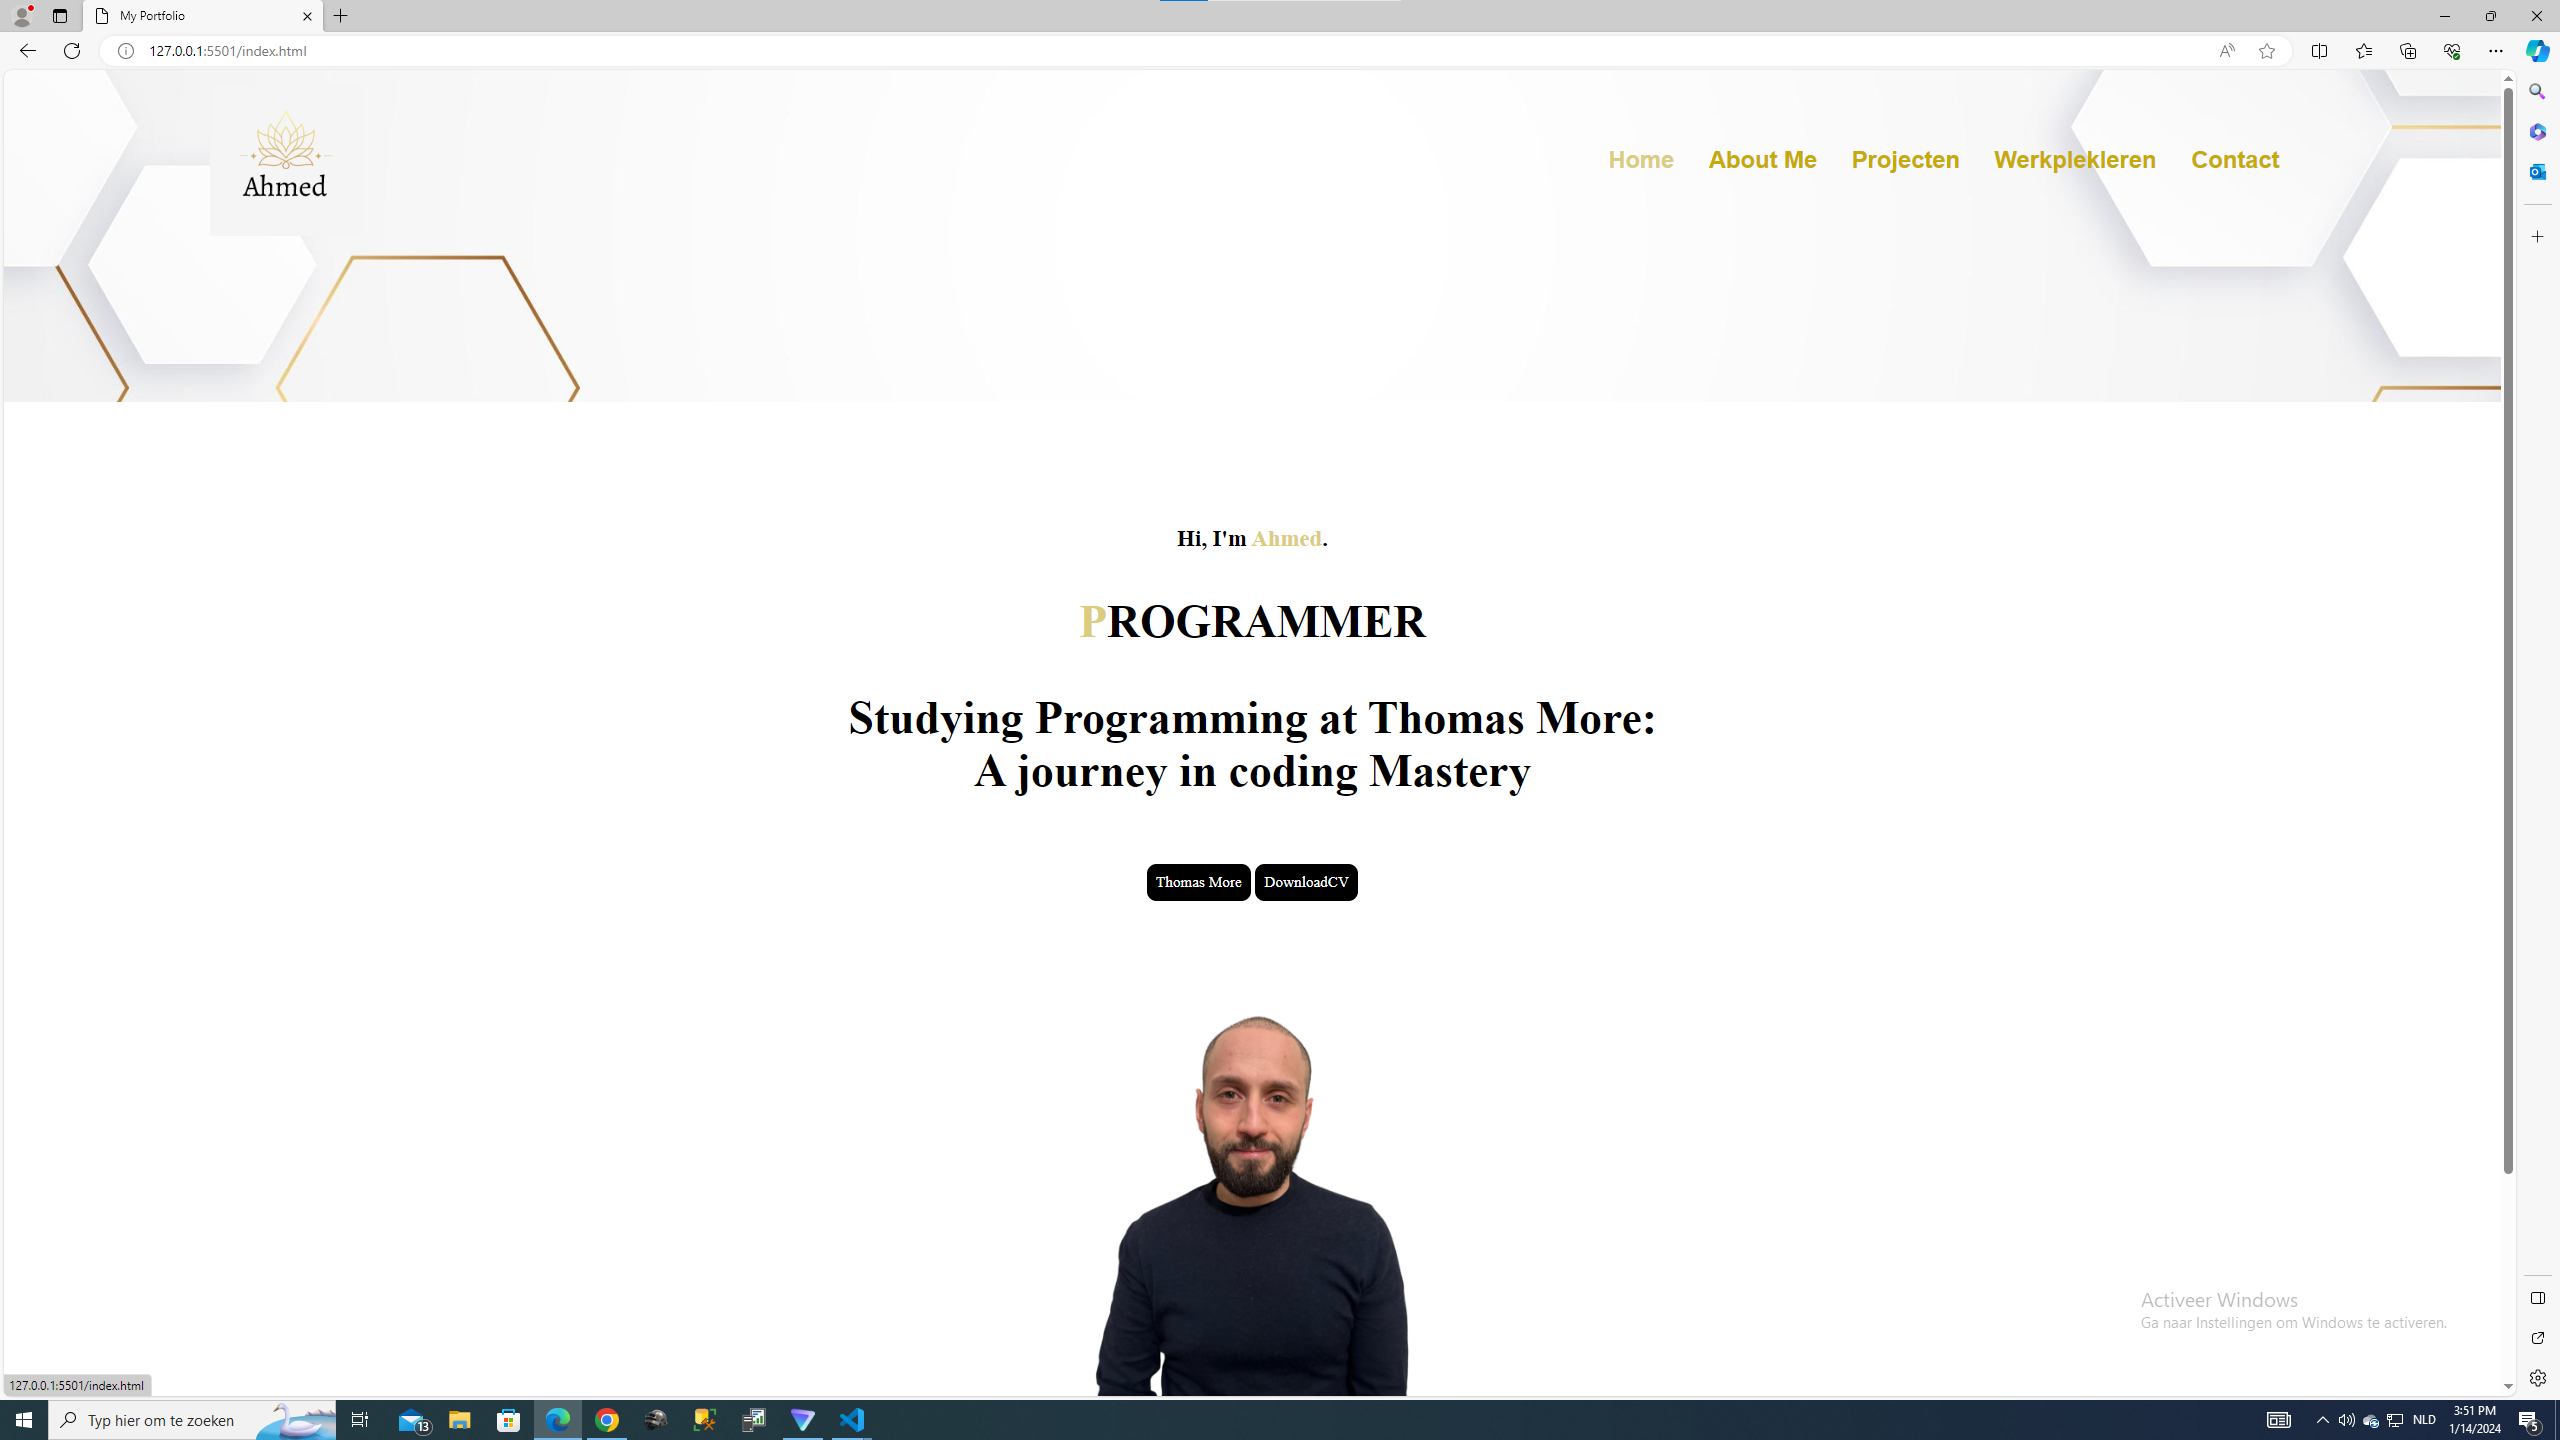 My Portfolio
127.0.0.1:5501/index.html
Ahmed
Home About Me Projecten Werkplekleren Contact
Hi, I'm Ahmed.
PROGRAMMER
Studying Programming at Thomas More:
A journey in coding Mastery
Thomas More DownloadCV
Activeer Windows
Ga naar Instellingen om Windows te activeren.
127.0.0.1:5501/index.html
Typ hier om te zoeken
13
NLD
3:51 PM
1/14/2024
5